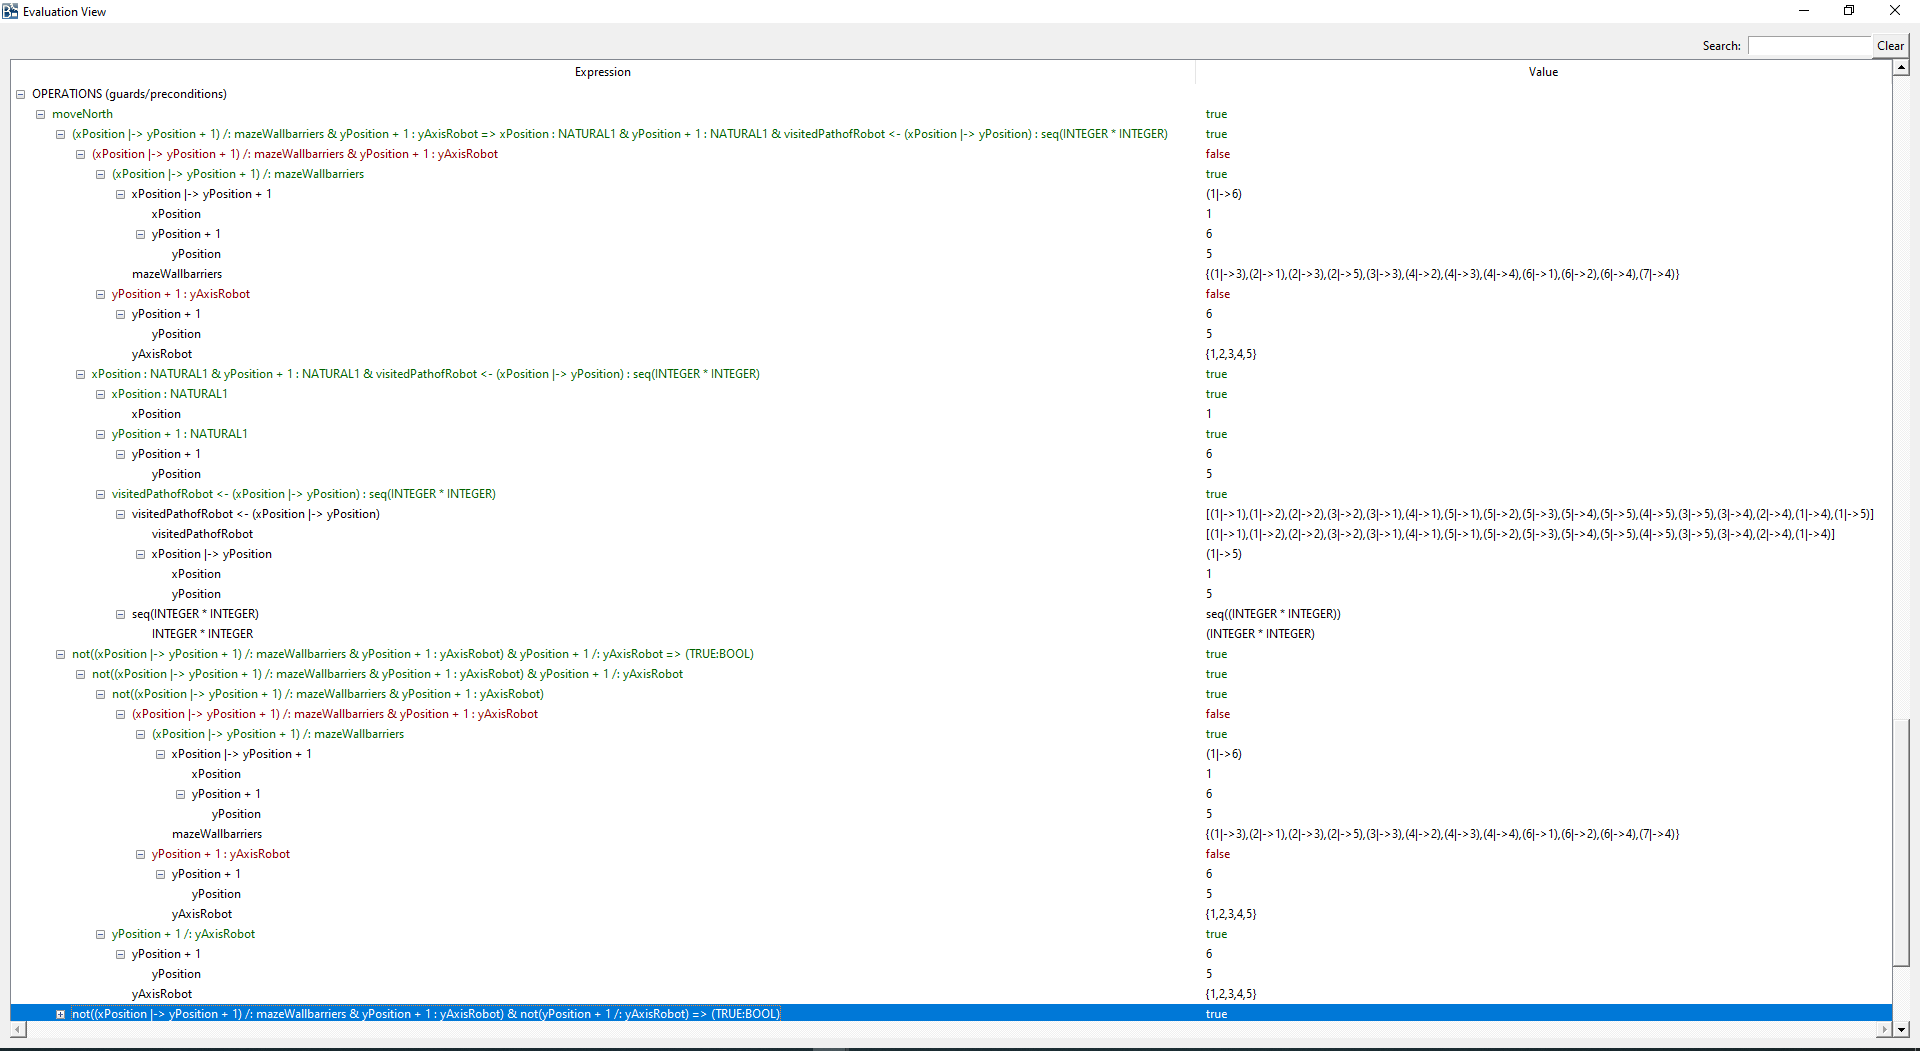 Evaluation View
Search: Clear
Expression Value
OPERATIONS (guards/preconditions)
moveNorth true
(xPosition |-> yPosition + 1) /: mazeWallbarriers & yPosition + 1 : yAxisRobot => xPosition : NATURAL1 & yPosition + 1 : NATURAL1 & visitedPathofRobot <- (xPosition |-> yPosition) : seq(INTEGER * INTEGER) true
(xPosition |-> yPosition + 1) /: mazeWallbarriers & yPosition + 1 : yAxisRobot false
(xPosition |-> yPosition + 1) /: mazeWallbarriers true
xPosition |-> yPosition + 1 (1|->6)
xPosition 1
yPosition + 1 6
yPosition 5
mazeWallbarriers {(1|->3),(2|->1),(2|->3),(2|->5),(3|->3),(4|->2),(4|->3),(4|->4),(6|->1),(6|->2),(6|->4),(7|->4)}
yPosition + 1 : yAxisRobot false
yPosition + 1 6
yPosition 5
yAxisRobot {1,2,3,4,5}
xPosition : NATURAL1 & yPosition + 1 : NATURAL1 & visitedPathofRobot <- (xPosition |-> yPosition) : seq(INTEGER * INTEGER) true
xPosition : NATURAL1 true
xPosition 1
yPosition + 1 : NATURAL1 true
yPosition + 1 6
yPosition 5
visitedPathofRobot <- (xPosition |-> yPosition) : seq(INTEGER * INTEGER) true
visitedPathofRobot <- (xPosition |-> yPosition) [(1|->1),(1|->2),(2|->2),(3|->2),(3|->1),(4|->1),(5|->1),(5|->2),(5|->3),(5|->4),(5|->5),(4|->5),(3|->5),(3|->4),(2|->4),(1|->4),(1|->5)]
visitedPathofRobot [(1|->1),(1|->2),(2|->2),(3|->2),(3|->1),(4|->1),(5|->1),(5|->2),(5|->3),(5|->4),(5|->5),(4|->5),(3|->5),(3|->4),(2|->4),(1|->4)]
xPosition |-> yPosition (1|->5)
xPosition 1
yPosition 5
seq(INTEGER * INTEGER) seq((INTEGER * INTEGER))
INTEGER * INTEGER (INTEGER * INTEGER)
not((xPosition |-> yPosition + 1) /: mazeWallbarriers & yPosition + 1 : yAxisRobot) & yPosition + 1 /: yAxisRobot => (TRUE:BOOL) true
not((xPosition |-> yPosition + 1) /: mazeWallbarriers & yPosition + 1 : yAxisRobot) & yPosition + 1 /: yAxisRobot true
not((xPosition |-> yPosition + 1) /: mazeWallbarriers & yPosition + 1 : yAxisRobot) true
(xPosition |-> yPosition + 1) /: mazeWallbarriers & yPosition + 1 : yAxisRobot false
(xPosition |-> yPosition + 1) /: mazeWallbarriers true
xPosition |-> yPosition + 1 (1|->6)
xPosition 1
yPosition + 1 6
yPosition 5
mazeWallbarriers {(1|->3),(2|->1),(2|->3),(2|->5),(3|->3),(4|->2),(4|->3),(4|->4),(6|->1),(6|->2),(6|->4),(7|->4)}
yPosition + 1 : yAxisRobot false
yPosition + 1 6
yPosition 5
yAxisRobot {1,2,3,4,5}
yPosition + 1 /: yAxisRobot true
yPosition + 1 6
yPosition 5
yAxisRobot {1,2,3,4,5}
not((xPosition |-> yPosition + 1) /: mazeWallbarriers & yPosition + 1 : yAxisRobot) & not(yPosition + 1 /: yAxisRobot) => (TRUE:BOOL) true